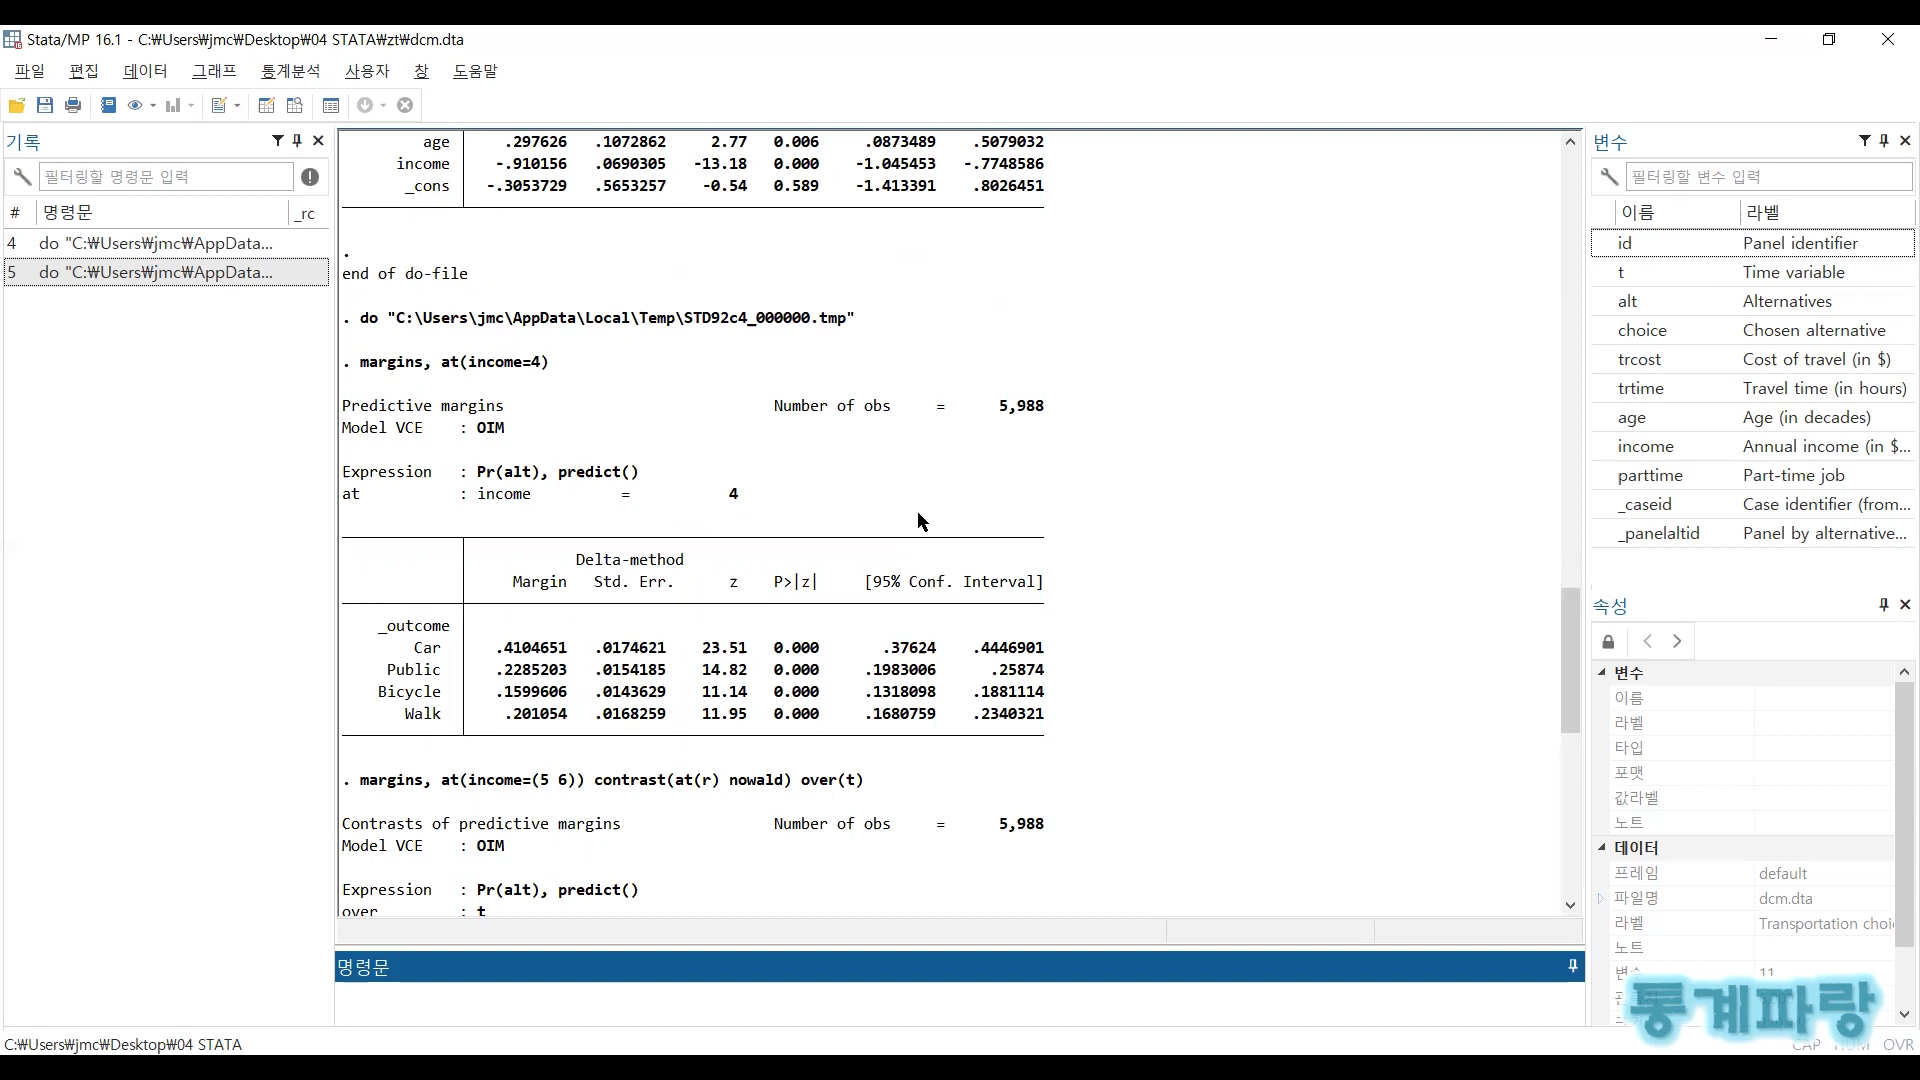 Stata/MP 16.1 - C:₩Users₩jmc₩Desktop₩04 STATA₩zt₩dcm.dta
파일 편집 데이터 그래프 통계분석 사용자 창 도움말
기록
필터링할 명령문 입력
# 명령문 _rc
4 do "C:₩Users₩jmc₩AppData...
5 do "C:₩Users₩jmc₩AppData...
age .297626 .1072862 2.77 0.006 .0873489 .5079032
income -.910156 .0690305 -13.18 0.000 -1.045453 -.7748586
_cons -.3053729 .5653257 -0.54 0.589 -1.413391 .8026451
.
end of do-file
. do "C:\Users\jmc\AppData\Local\Temp\STD92c4_000000.tmp"
. margins, at(income=4)
Predictive margins Number of obs = 5,988
Model VCE : OIM
Expression : Pr(alt), predict()
at : income = 4
Delta-method
Margin Std. Err. z P>|z| [95% Conf. Interval]
_outcome
Car .4104651 .0174621 23.51 0.000 .37624 .4446901
Public .2285203 .0154185 14.82 0.000 .1983006 .25874
Bicycle .1599606 .0143629 11.14 0.000 .1318098 .1881114
Walk .201054 .0168259 11.95 0.000 .1680759 .2340321
. margins, at(income=(5 6)) contrast(at(r) nowald) over(t)
Contrasts of predictive margins Number of obs = 5,988
Model VCE : OIM
Expression : Pr(alt), predict()
over : t
명령문
변수
필터링할 변수 입력
이름 라벨
id Panel identifier
t Time variable
alt Alternatives
choice Chosen alternative
trcost Cost of travel (in $)
trtime Travel time (in hours)
age Age (in decades)
income Annual income (in $...
parttime Part-time job
_caseid Case identifier (from...
_panelaltid Panel by alternative...
속성
변수
이름
라벨
타입
포맷
값라벨
노트
데이터
프레임 default
파일명 dcm.dta
라벨 Transportation choi
노트
변수 11
통계파랑
C:₩Users₩jmc₩Desktop₩04 STATA
CAP NUM OVR